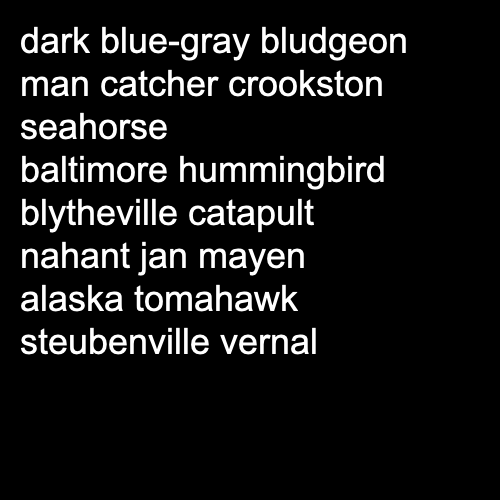 dark blue-gray bludgeon
man catcher crookston
seahorse
baltimore hummingbird
blytheville catapult
nahant jan mayen
alaska tomahawk
steubenville vernal